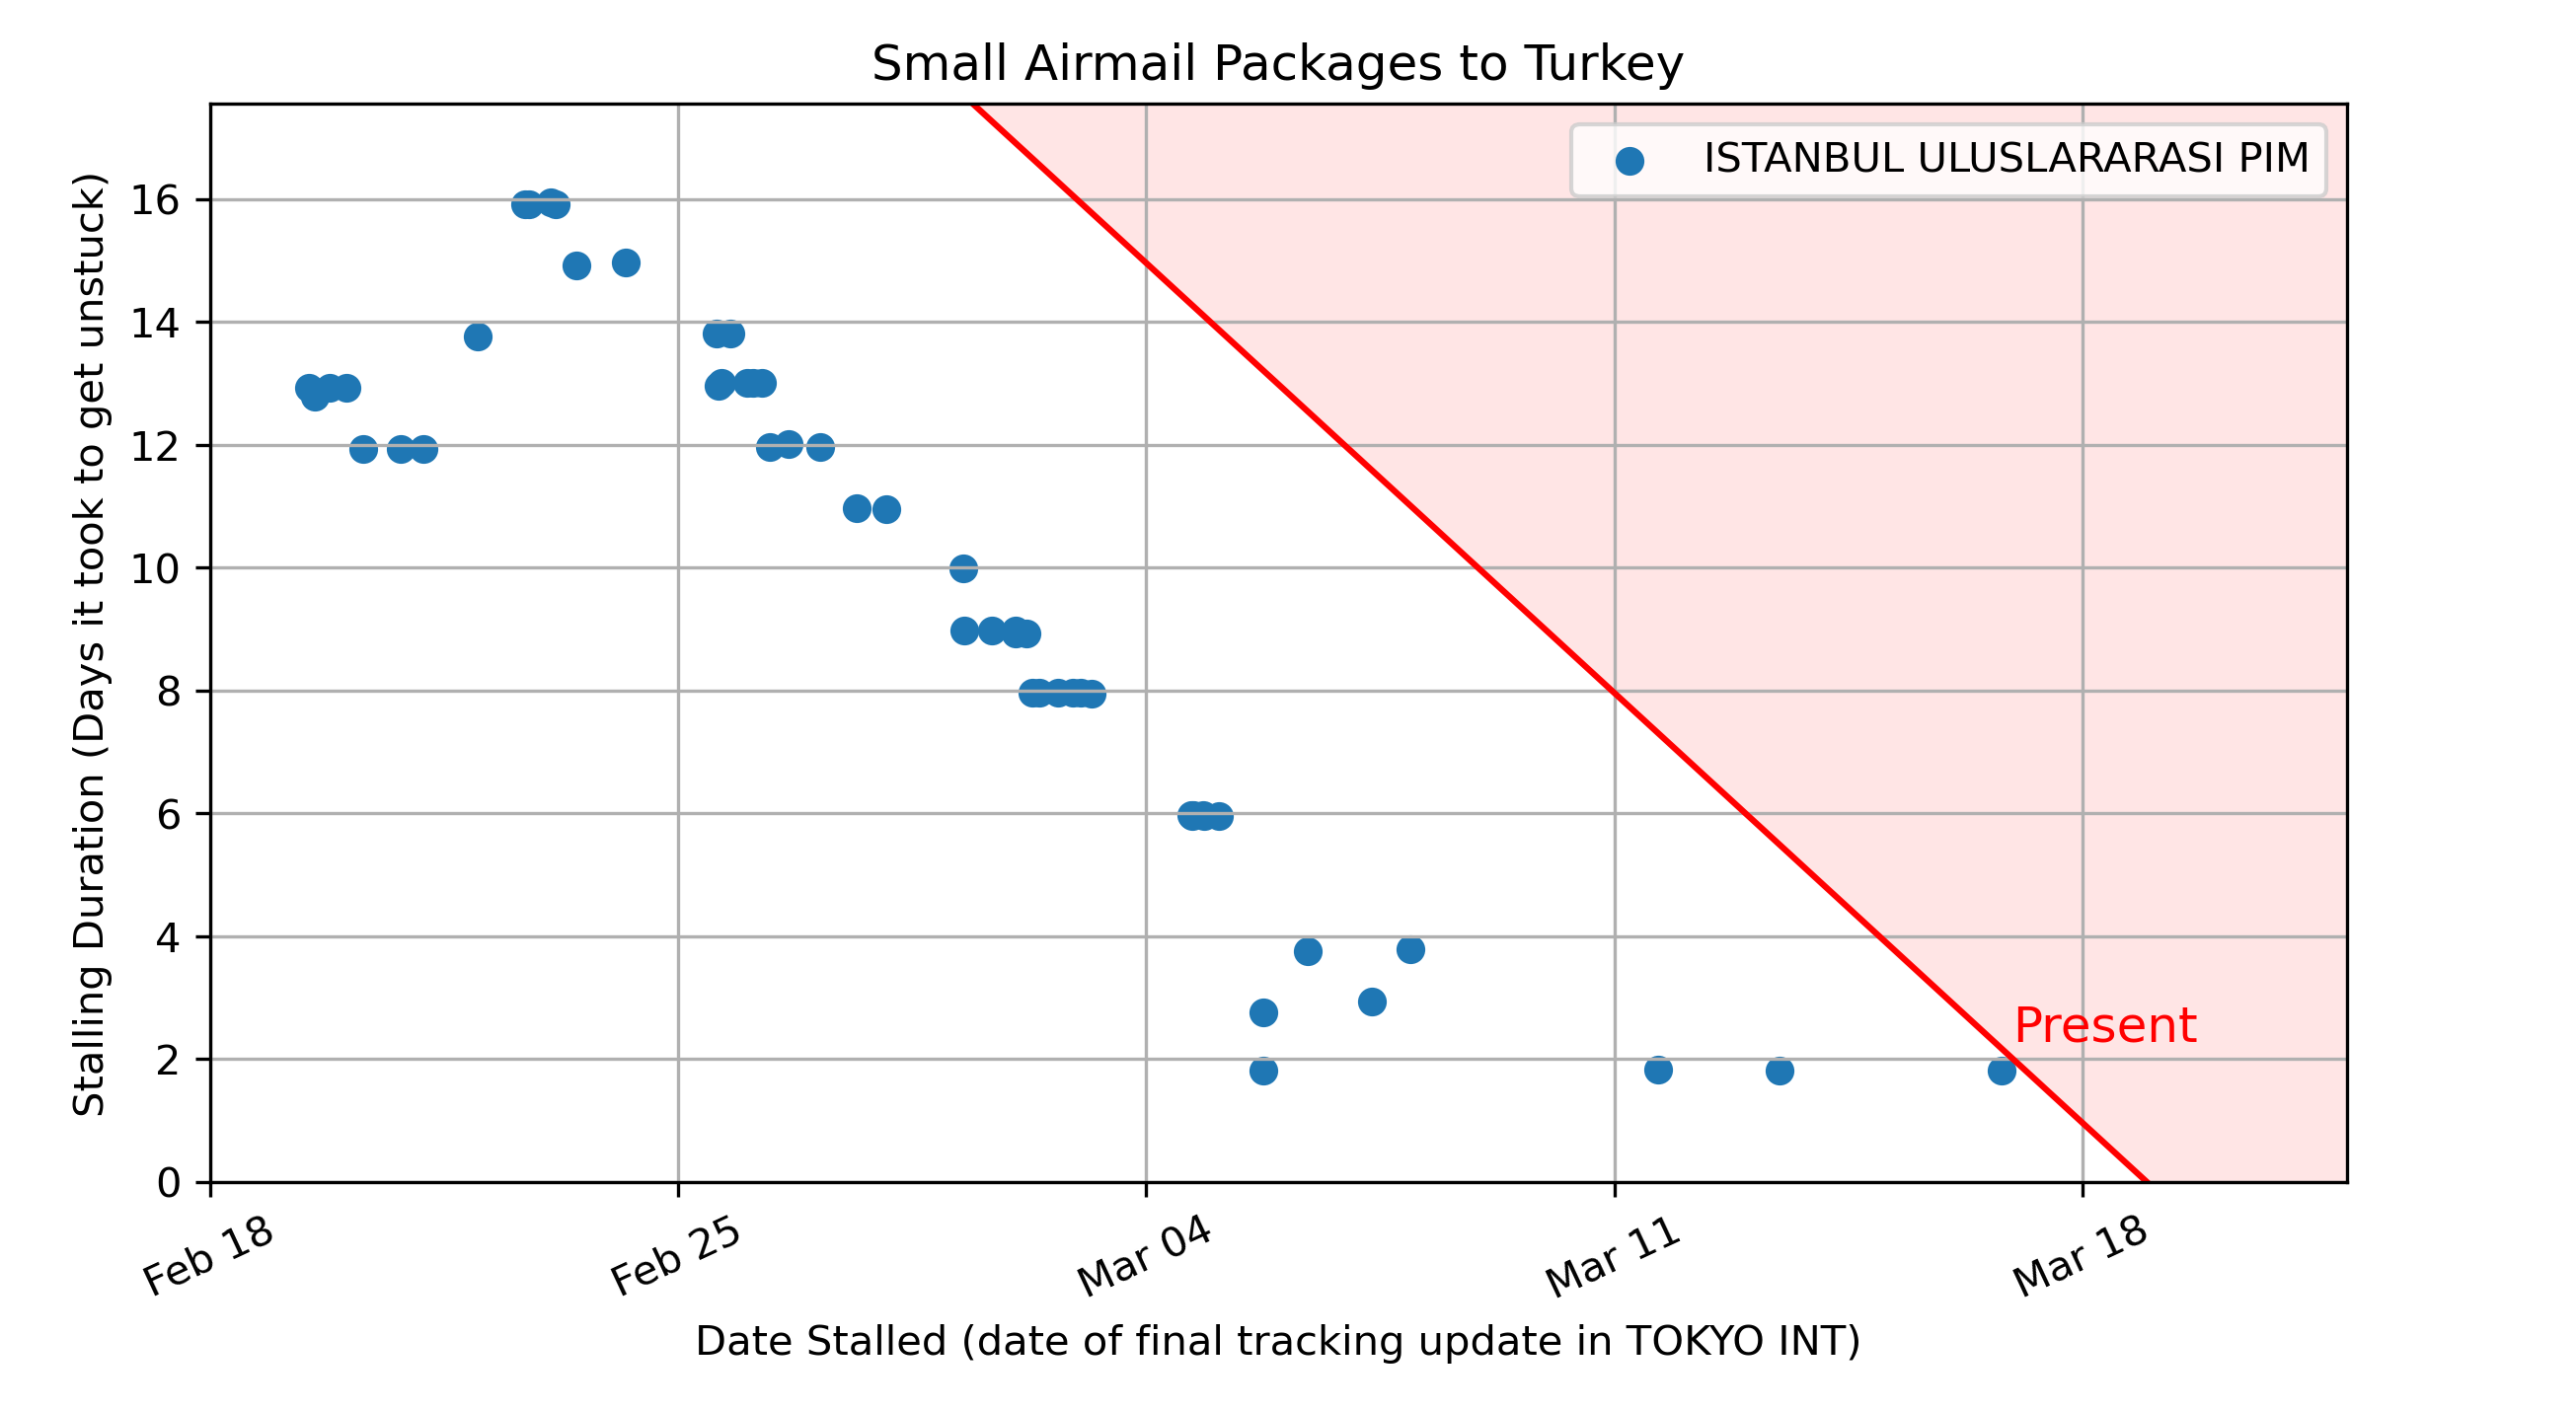 Small Airmail Packages to Turkey
ISTANBUL ULUSLARARASI PIM
Stalling Duration (Days it took to get unstuck)
16
14
12
10
8
6
4
2
0
Present
Feb 18
Feb 25
Mar 04
Mar 11
Mar 18
Date Stalled (date of final tracking update in TOKYO INT)